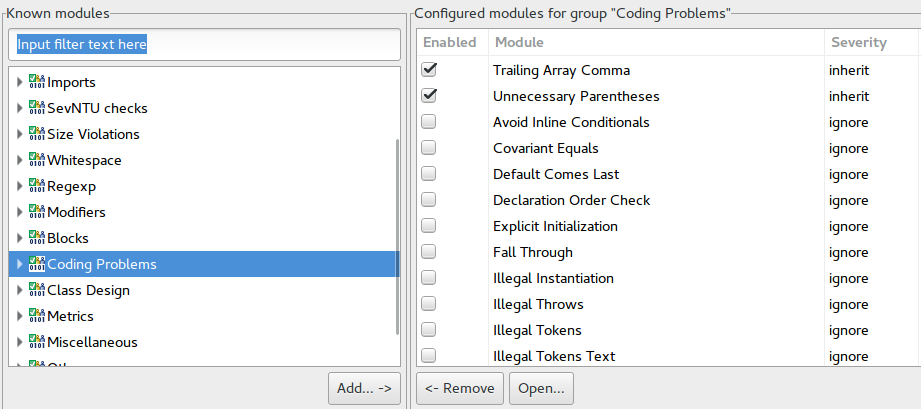 Known modules
Input filter text here
Imports
SevNTU checks
Size Violations
Whitespace
Regexp
Modifiers
Blocks
Coding Problems
Class Design
Metrics
Miscellaneous
Add... ->
Configured modules for group "Coding Problems"
Enabled Module Severity
Trailing Array Comma inherit
Unnecessary Parentheses inherit
Avoid Inline Conditionals ignore
Covariant Equals ignore
Default Comes Last ignore
Declaration Order Check ignore
Explicit Initialization ignore
Fall Through ignore
Illegal Instantiation ignore
Illegal Throws ignore
Illegal Tokens ignore
Illegal Tokens Text ignore
<- Remove Open...